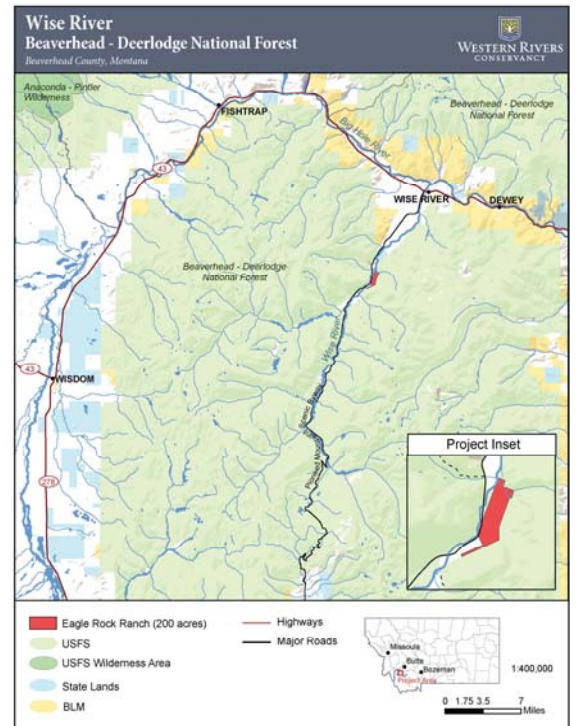 Wise River
Beaverhead - Deerlodge National Forest
Beaverhead County, Montana
WESTERN RIVERS
CONSERVANCY
Anaconda - Pintler
Wilderness
FISHTRAP
Beaverhead - Deerlodge
National Forest
Big Hole River
43
WISE RIVER
DEWEY
Beaverhead - Deerlodge
National Forest
Wise River
43
WISDOM
Scenic Byway
278
Project Inset
Eagle Rock Ranch (200 acres)
USFS
USFS Wilderness Area
State Lands
BLM
Highways
Major Roads
Missoula
Butte
Bozeman
Project Area
1:400,000
0 1.75 3.5 7
Miles